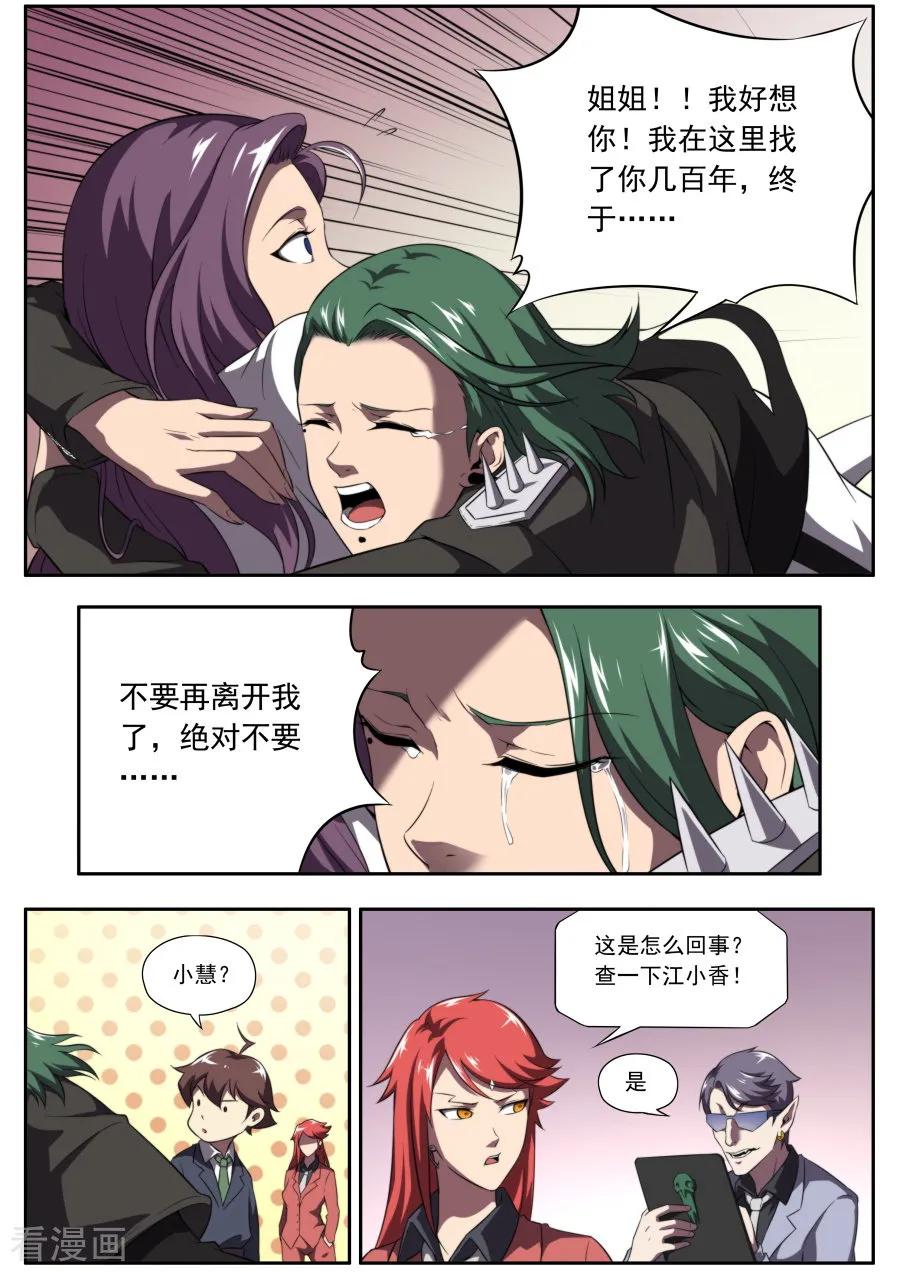 姐姐！！我好想
你！我在这里找
了你几百年，终
于······
不要再离开我
了，绝对不要
······
小慧？
这是怎么回事？
查一下江小香！
是
看漫画